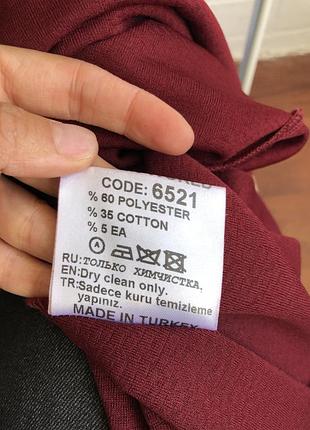 CODE: 6521
% 60 POLYESTER
% 35 COTTON
% 5 EA
A
RU:ТОЛЬКО ХИМЧИСТКА.
EN:Dry clean only.
TR:Sadece kuru temizleme
yapınız.
MADE IN TURKEY